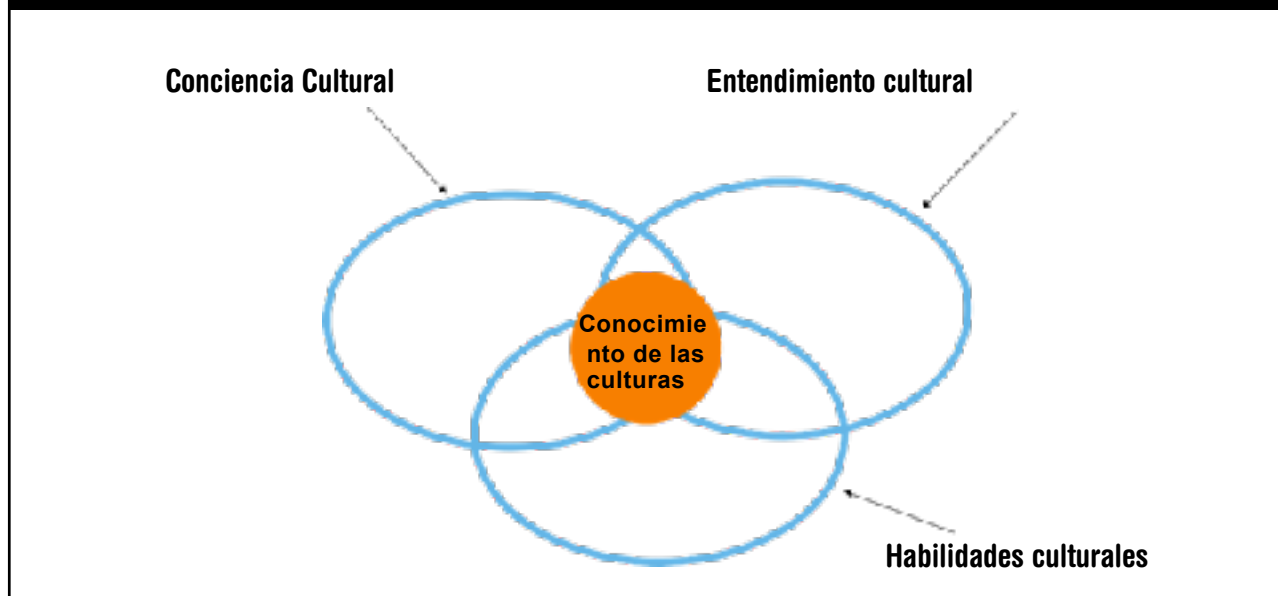 Conciencia Cultural
Entendimiento cultural
Conocimie
nto de las
culturas
Habilidades culturales